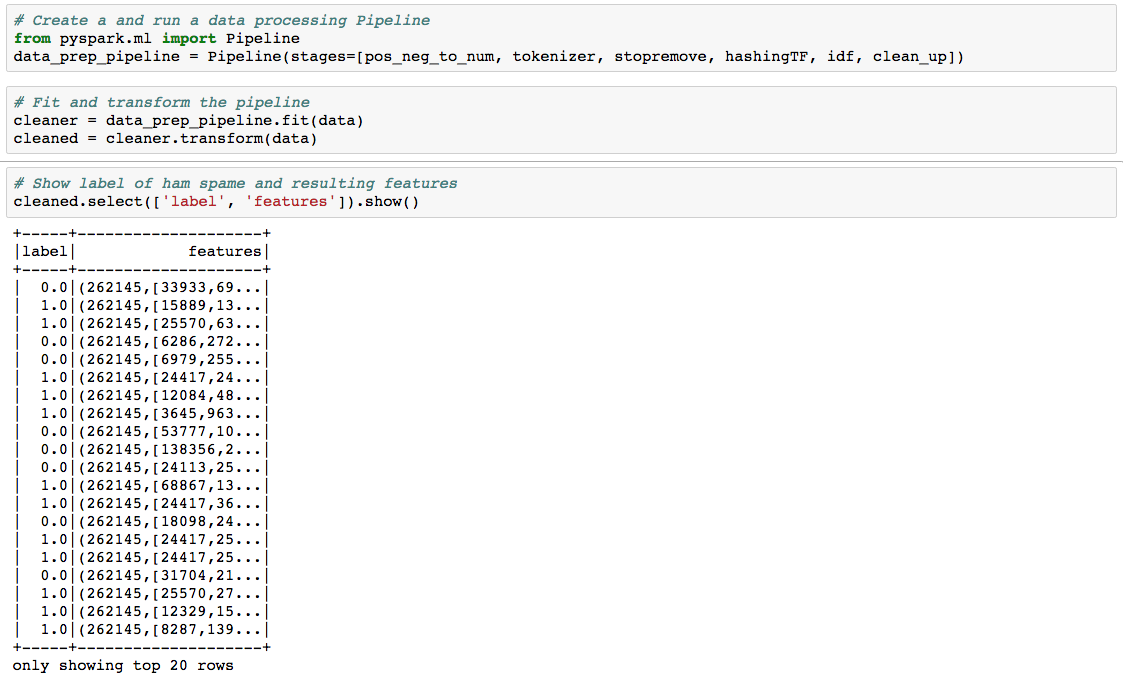 # Create a and run a data processing Pipeline
from pyspark.ml import Pipeline
data_prep_pipeline = Pipeline(stages=[pos_neg_to_num, tokenizer, stopremove, hashingTF, idf, clean_up])
# Fit and transform the pipeline
cleaner = data_prep_pipeline.fit(data)
cleaned = cleaner.transform(data)
# Show label of ham spame and resulting features
cleaned.select(['label', 'features']).show()
+-----+--------------------+
|label|            features|
+-----+--------------------+
|  0.0|(262145,[33933,69...|
|  1.0|(262145,[15889,13...|
|  1.0|(262145,[25570,63...|
|  0.0|(262145,[6286,272...|
|  0.0|(262145,[6979,255...|
|  1.0|(262145,[24417,24...|
|  1.0|(262145,[12084,48...|
|  1.0|(262145,[3645,963...|
|  0.0|(262145,[53777,10...|
|  0.0|(262145,[138356,2...|
|  0.0|(262145,[24113,25...|
|  1.0|(262145,[68867,13...|
|  1.0|(262145,[24417,36...|
|  0.0|(262145,[18098,24...|
|  1.0|(262145,[24417,25...|
|  1.0|(262145,[24417,25...|
|  0.0|(262145,[31704,21...|
|  1.0|(262145,[25570,27...|
|  1.0|(262145,[12329,15...|
|  1.0|(262145,[8287,139...|
+-----+--------------------+
only showing top 20 rows